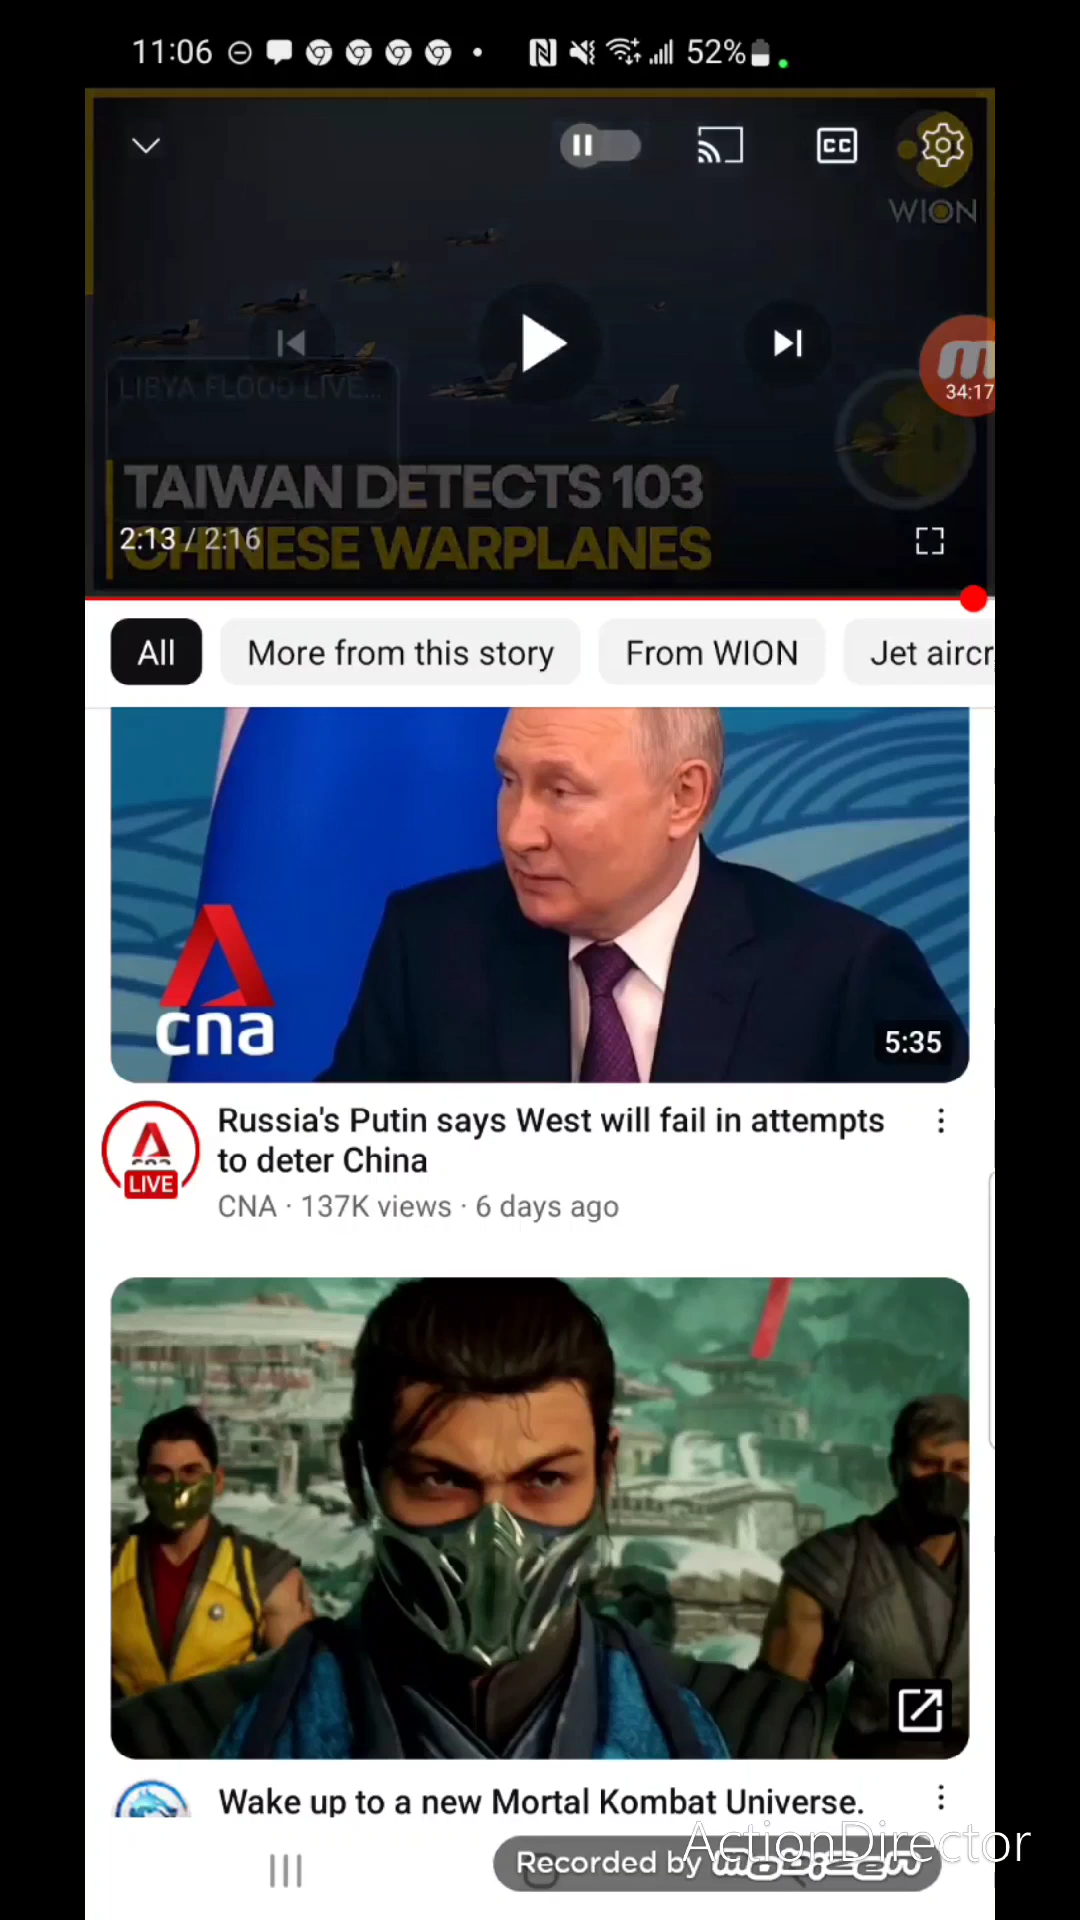 11:06
52%
WION
34:17
LIBYA FLOOD LIVE...
TAIWAN DETECTS 103
CHINESE WARPLANES
2:13 / 2:16
All
More from this story
From WION
Jet aircr
cna
5:35
Russia's Putin says West will fail in attempts
to deter China
LIVE
CNA · 137K views · 6 days ago
Wake up to a new Mortal Kombat Universe.
ActionDirector
Recorded by MOBIZEN